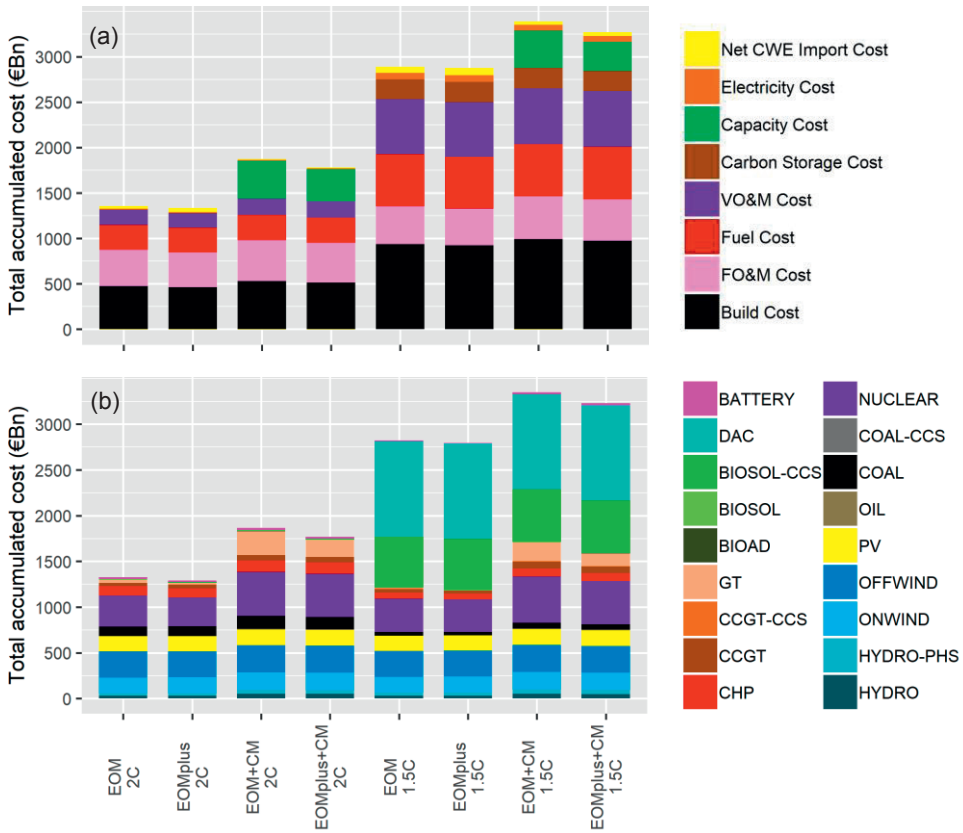 (a)
Total accumulated cost (€Bn)
3000
2500
2000
1500
1000
500
0
Net CWE Import Cost
Electricity Cost
Capacity Cost
Carbon Storage Cost
VO&M Cost
Fuel Cost
FO&M Cost
Build Cost
(b)
Total accumulated cost (€Bn)
3000
2500
2000
1500
1000
500
0
EOM
2C
EOMplus
2C
EOM+CM
2C
EOMplus+CM
2C
EOM
1.5C
EOMplus
1.5C
EOM+CM
1.5C
EOMplus+CM
1.5C
BATTERY
DAC
BIOSOL-CCS
BIOSOL
BIOAD
GT
CCGT-CCS
CCGT
CHP
NUCLEAR
COAL-CCS
COAL
OIL
PV
OFFWIND
ONWIND
HYDRO-PHS
HYDRO